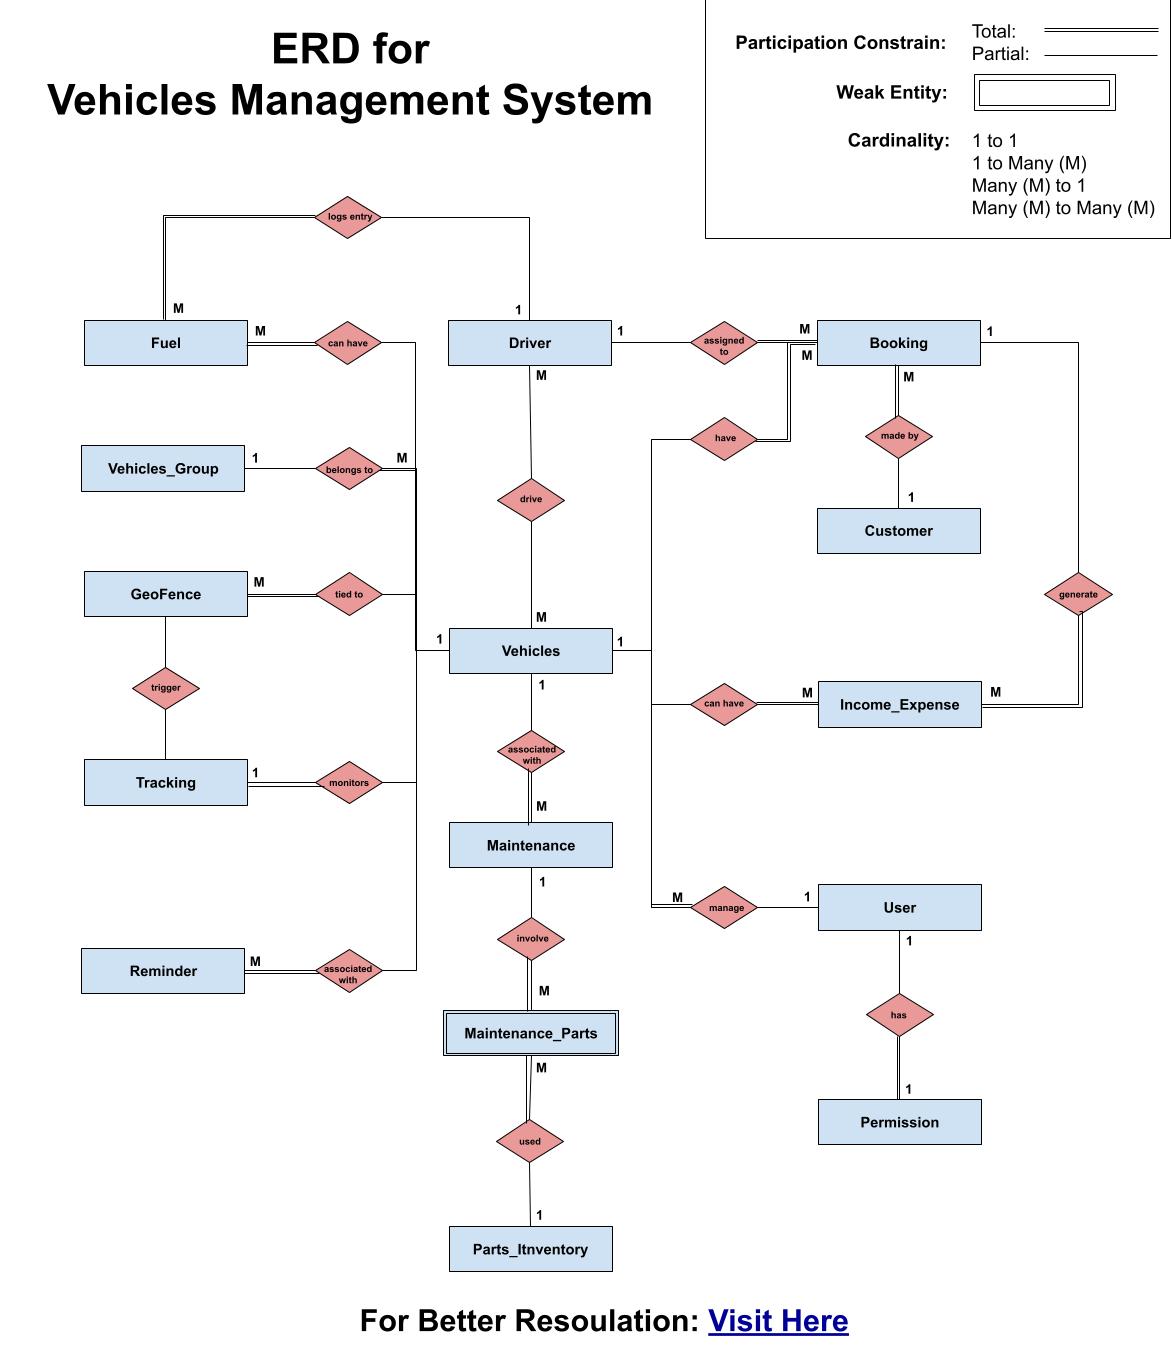 ERD for
Vehicles Management System
Participation Constrain:
Total:
Partial:
Weak Entity:
Cardinality:
1 to 1
1 to Many (M)
Many (M) to 1
Many (M) to Many (M)
logs entry
M
1
Fuel
M
can have
Driver
1
assigned
to
M
M
Booking
1
M
M
have
made by
Vehicles_Group
1
belongs to
M
drive
1
Customer
GeoFence
M
tied to
generate
M
1
Vehicles
1
trigger
1
can have
M
Income_Expense
M
associated
with
Tracking
1
monitors
M
Maintenance
1
M
manage
1
User
involve
1
Reminder
M
associated
with
M
has
Maintenance_Parts
M
1
Permission
used
1
Parts_Itnventory
For Better Resoulation: Visit Here